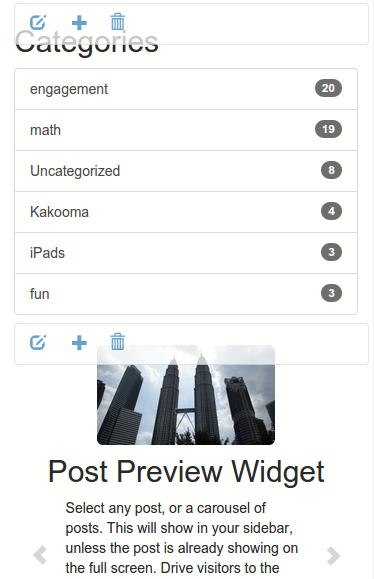 Categories
engagement 20
math 19
Uncategorized 8
Kakooma 4
iPads 3
fun 3
Post Preview Widget
Select any post, or a carousel of
posts. This will show in your sidebar,
unless the post is already showing on
the full screen. Drive visitors to the